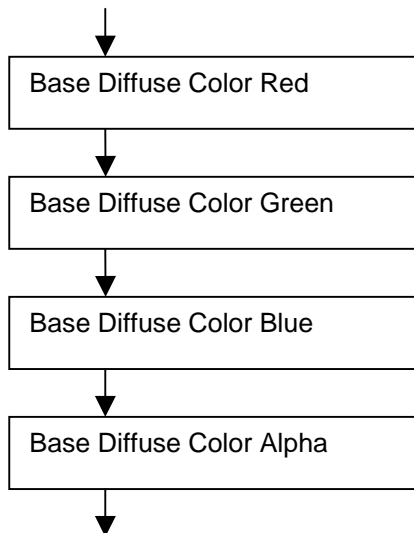 Base Diffuse Color Red
Base Diffuse Color Green
Base Diffuse Color Blue
Base Diffuse Color Alpha